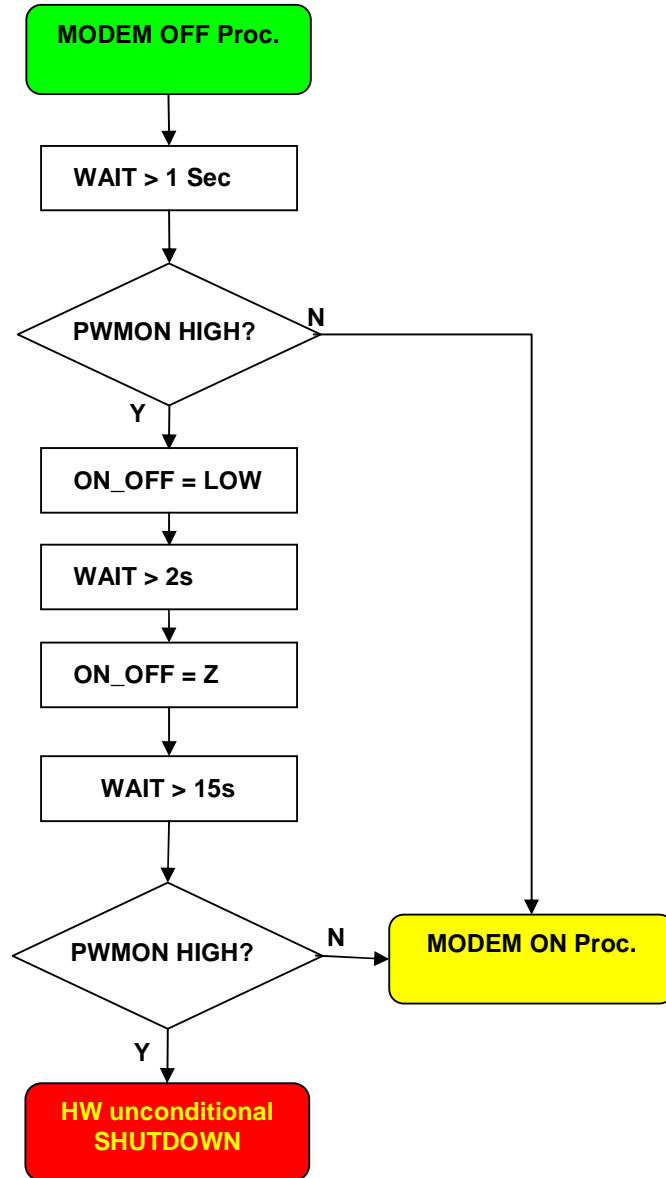 MODEM OFF Proc.
WAIT > 1 Sec
PWMON HIGH?
N
Y
ON_OFF = LOW
WAIT > 2s
ON_OFF = Z
WAIT > 15s
PWMON HIGH?
N
MODEM ON Proc.
Y
HW unconditional
SHUTDOWN